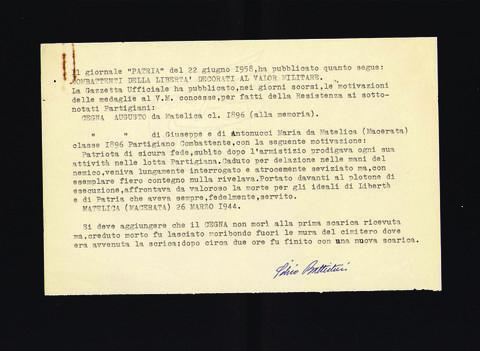 Il giornale "PATRIA" del 22 giugno 1958,ha pubblicato quanto segue:
COMBATTENTI DELLA LIBERTA' DECORATI AL VALOR MILITARE.
La Gazzetta Ufficiale ha pubblicato,nei giorni scorsi,le motivazioni
delle medaglie al V.M. concesse,per fatti della Resistenza ai sotto-
notati Partigiani:
CEGNA AUGUSTO da Matelica cl. 1896 (alla memoria).
" " di Giuseppe e di Antonucci Maria da Matelica (Macerata)
classe 1896 Partigiano Combattente,con la seguente motivazione:
Patriota di sicura fede,subito dopo l'armistizio prodigava ogni sua
attività nelle lotta Partigiana.Caduto per delazione nelle mani del
nemico,veniva lungamente interrogato e atrocemente seviziato ma,con
esemplare fiero contegno nulla rivelava.Portato davanti al plotone di
esecuzione,affrontava da valoroso la morte per gli ideali di Libertà
e di Patria che aveva sempre,fedelmente,servito.
MATELICA (MACERATA) 26 MARZO 1944.
Si deve aggiungere che il CEGNA non morì alla prima scarica ricevuta
ma,creduto morto fu lasciato moribondo fuori le mura del cimitero dove
era avvenuta la scarica;dopo circa due ore fu finito con una nuova scarica.